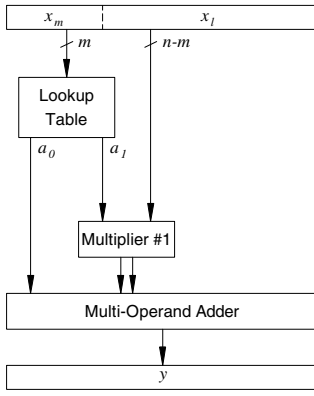 x_m x_l
m n-m
Lookup
Table
a_0 a_1
Multiplier #1
Multi-Operand Adder
y